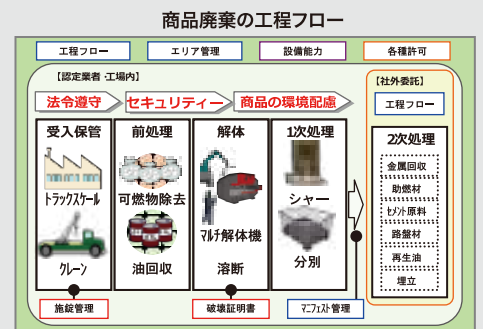 商品廃棄の工程フロー
工程フロー
エリア管理
設備能力
各種許可
【認定業者・工場内】
法令遵守
セキュリティー
商品の環境配慮
受入保管
トラックスケール
クレーン
前処理
可燃物除去
油回収
解体
マルチ解体機
溶断
1次処理
シャー
分別
【社外委託】
工程フロー
2次処理
金属回収
助燃材
セメント原料
路盤材
再生油
埋立
施錠管理
破壊証明書
マニフェスト管理